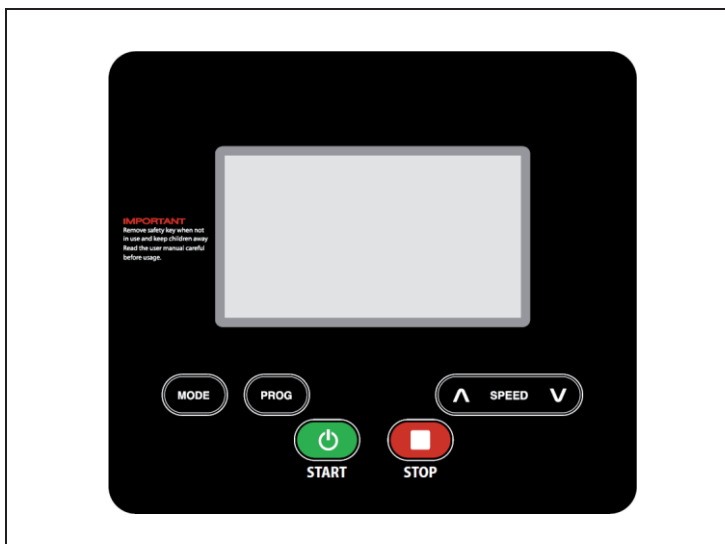 IMPORTANT
Remove safety key when not
in use and keep children away
Read the user manual careful
before usage.
MODE
PROG
SPEED
START
STOP